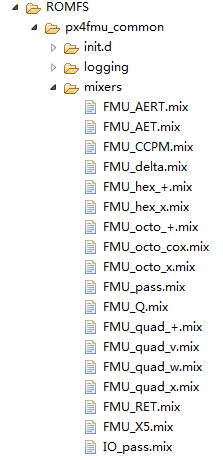 ROMFS
px4fmu_common
init.d
logging
mixers
FMU_AERT.mix
FMU_AET.mix
FMU_CCPM.mix
FMU_delta.mix
FMU_hex_+.mix
FMU_hex_x.mix
FMU_octo_+.mix
FMU_octo_cox.mix
FMU_octo_x.mix
FMU_pass.mix
FMU_Q.mix
FMU_quad_+.mix
FMU_quad_v.mix
FMU_quad_w.mix
FMU_quad_x.mix
FMU_RET.mix
FMU_X5.mix
IO_pass.mix